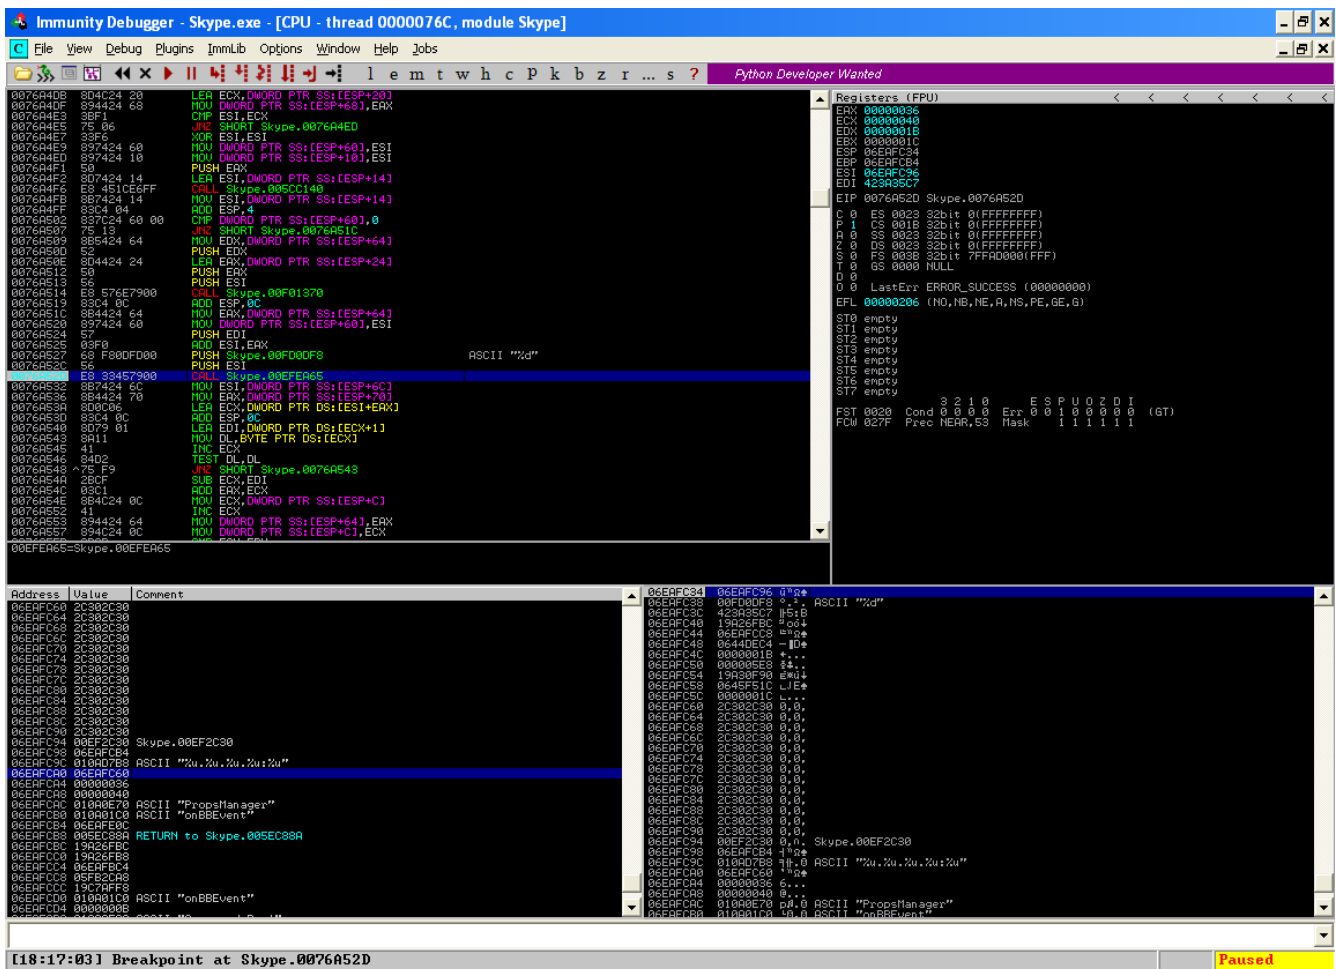 Immunity Debugger - Skype.exe - [CPU - thread 0000076C, module Skype]
File View Debug Plugins ImmLib Options Window Help Jobs
l e m t w h c P k b z r ... s ? Python Developer Wanted
0076A4DB 8D4C24 20 LEA ECX,DWORD PTR SS:[ESP+20]
0076A4DF 894424 68 MOV DWORD PTR SS:[ESP+68],EAX
0076A4E3 3BF1 CMP ESI,ECX
0076A4E5 75 06 JNZ SHORT Skype.0076A4ED
0076A4E7 33F6 XOR ESI,ESI
0076A4E9 897424 60 MOV DWORD PTR SS:[ESP+60],ESI
0076A4ED 897424 10 MOV DWORD PTR SS:[ESP+10],ESI
0076A4F1 50 PUSH EAX
0076A4F2 8D7424 14 LEA ESI,DWORD PTR SS:[ESP+14]
0076A4F6 E8 451CE6FF CALL Skype.005CC140
0076A4FB 8B7424 14 MOV ESI,DWORD PTR SS:[ESP+14]
0076A4FF 83C4 04 ADD ESP,4
0076A502 837C24 60 00 CMP DWORD PTR SS:[ESP+60],0
0076A507 75 13 JNZ SHORT Skype.0076A51C
0076A509 8B5424 64 MOV EDX,DWORD PTR SS:[ESP+64]
0076A50D 52 PUSH EDX
0076A50E 8D4424 24 LEA EAX,DWORD PTR SS:[ESP+24]
0076A512 50 PUSH EAX
0076A513 56 PUSH ESI
0076A514 E8 576E7900 CALL Skype.00F01370
0076A519 83C4 0C ADD ESP,0C
0076A51C 8B4424 64 MOV EAX,DWORD PTR SS:[ESP+64]
0076A520 897424 60 MOV DWORD PTR SS:[ESP+60],ESI
0076A524 57 PUSH EDI
0076A525 03F0 ADD ESI,EAX
0076A527 68 F80DFD00 PUSH Skype.00FD0DF8 ASCII "%d"
0076A52C 56 PUSH ESI
0076A52D E8 33457900 CALL Skype.00EFEA65
0076A532 8B7424 6C MOV ESI,DWORD PTR SS:[ESP+6C]
0076A536 8B4424 70 MOV EAX,DWORD PTR SS:[ESP+70]
0076A53A 8D0C06 LEA ECX,DWORD PTR DS:[ESI+EAX]
0076A53D 83C4 0C ADD ESP,0C
0076A540 8D79 01 LEA EDI,DWORD PTR DS:[ECX+1]
0076A543 8A11 MOV DL,BYTE PTR DS:[ECX]
0076A545 41 INC ECX
0076A546 84D2 TEST DL,DL
0076A548 ^75 F9 JNZ SHORT Skype.0076A543
0076A54A 2BCF SUB ECX,EDI
0076A54C 03C1 ADD EAX,ECX
0076A54E 8B4C24 0C MOV ECX,DWORD PTR SS:[ESP+C]
0076A552 41 INC ECX
0076A553 894424 64 MOV DWORD PTR SS:[ESP+64],EAX
0076A557 894C24 0C MOV DWORD PTR SS:[ESP+C],ECX
00EFEA65=Skype.00EFEA65
Registers (FPU) < < < < < < <
EAX 00000036
ECX 00000040
EDX 0000001B
EBX 0000001C
ESP 06EAFC34
EBP 06EAFCB4
ESI 06EAFC96
EDI 423A35C7
EIP 0076A52D Skype.0076A52D
C 0 ES 0023 32bit 0(FFFFFFFF)
P 1 CS 001B 32bit 0(FFFFFFFF)
A 0 SS 0023 32bit 0(FFFFFFFF)
Z 0 DS 0023 32bit 0(FFFFFFFF)
S 0 FS 003B 32bit 7FFAD000(FFF)
T 0 GS 0000 NULL
D 0
O 0 LastErr ERROR_SUCCESS (00000000)
EFL 00000206 (NO,NB,NE,A,NS,PE,GE,G)
ST0 empty
ST1 empty
ST2 empty
ST3 empty
ST4 empty
ST5 empty
ST6 empty
ST7 empty
3 2 1 0 E S P U O Z D I
FST 0020 Cond 0 0 0 0 Err 0 0 1 0 0 0 0 0 (GT)
FCW 027F Prec NEAR,53 Mask 1 1 1 1 1 1
Address Value Comment
06EAFC60 2C302C30
06EAFC64 2C302C30
06EAFC68 2C302C30
06EAFC6C 2C302C30
06EAFC70 2C302C30
06EAFC74 2C302C30
06EAFC78 2C302C30
06EAFC7C 2C302C30
06EAFC80 2C302C30
06EAFC84 2C302C30
06EAFC88 2C302C30
06EAFC8C 2C302C30
06EAFC90 2C302C30
06EAFC94 00EF2C30 Skype.00EF2C30
06EAFC98 06EAFCB4
06EAFC9C 010AD7B8 ASCII "%u.%u.%u.%u:%u"
06EAFCA0 06EAFC60
06EAFCA4 00000036
06EAFCA8 00000040
06EAFCAC 010A0E70 ASCII "PropsManager"
06EAFCB0 010A01C0 ASCII "onBBEvent"
06EAFCB4 06EAFE0C
06EAFCB8 005EC88A RETURN to Skype.005EC88A
06EAFCBC 19A26FBC
06EAFCC0 19A26FB8
06EAFCC4 06EAFBC4
06EAFCC8 05FB2CA8
06EAFCCC 19C7AFF8
06EAFCD0 010A01C0 ASCII "onBBEvent"
06EAFCD4 0000000B
06EAFC34 06EAFC96
06EAFC38 00FD0DF8 ASCII "%d"
06EAFC3C 423A35C7
06EAFC40 19A26FBC
06EAFC44 06EAFCC8
06EAFC48 0644DEC4
06EAFC4C 0000001B
06EAFC50 000005E8
06EAFC54 19A30F90
06EAFC58 0645F51C
06EAFC5C 0000001C
06EAFC60 2C302C30 0,0,
06EAFC64 2C302C30 0,0,
06EAFC68 2C302C30 0,0,
06EAFC6C 2C302C30 0,0,
06EAFC70 2C302C30 0,0,
06EAFC74 2C302C30 0,0,
06EAFC78 2C302C30 0,0,
06EAFC7C 2C302C30 0,0,
06EAFC80 2C302C30 0,0,
06EAFC84 2C302C30 0,0,
06EAFC88 2C302C30 0,0,
06EAFC8C 2C302C30 0,0,
06EAFC90 2C302C30 0,0,
06EAFC94 00EF2C30 Skype.00EF2C30
06EAFC98 06EAFCB4
06EAFC9C 010AD7B8 ASCII "%u.%u.%u.%u:%u"
06EAFCA0 06EAFC60
06EAFCA4 00000036 6...
06EAFCA8 00000040 @...
06EAFCAC 010A0E70 ASCII "PropsManager"
06EAFCB0 010A01C0 ASCII "onBBEvent"
[18:17:03] Breakpoint at Skype.0076A52D
Paused